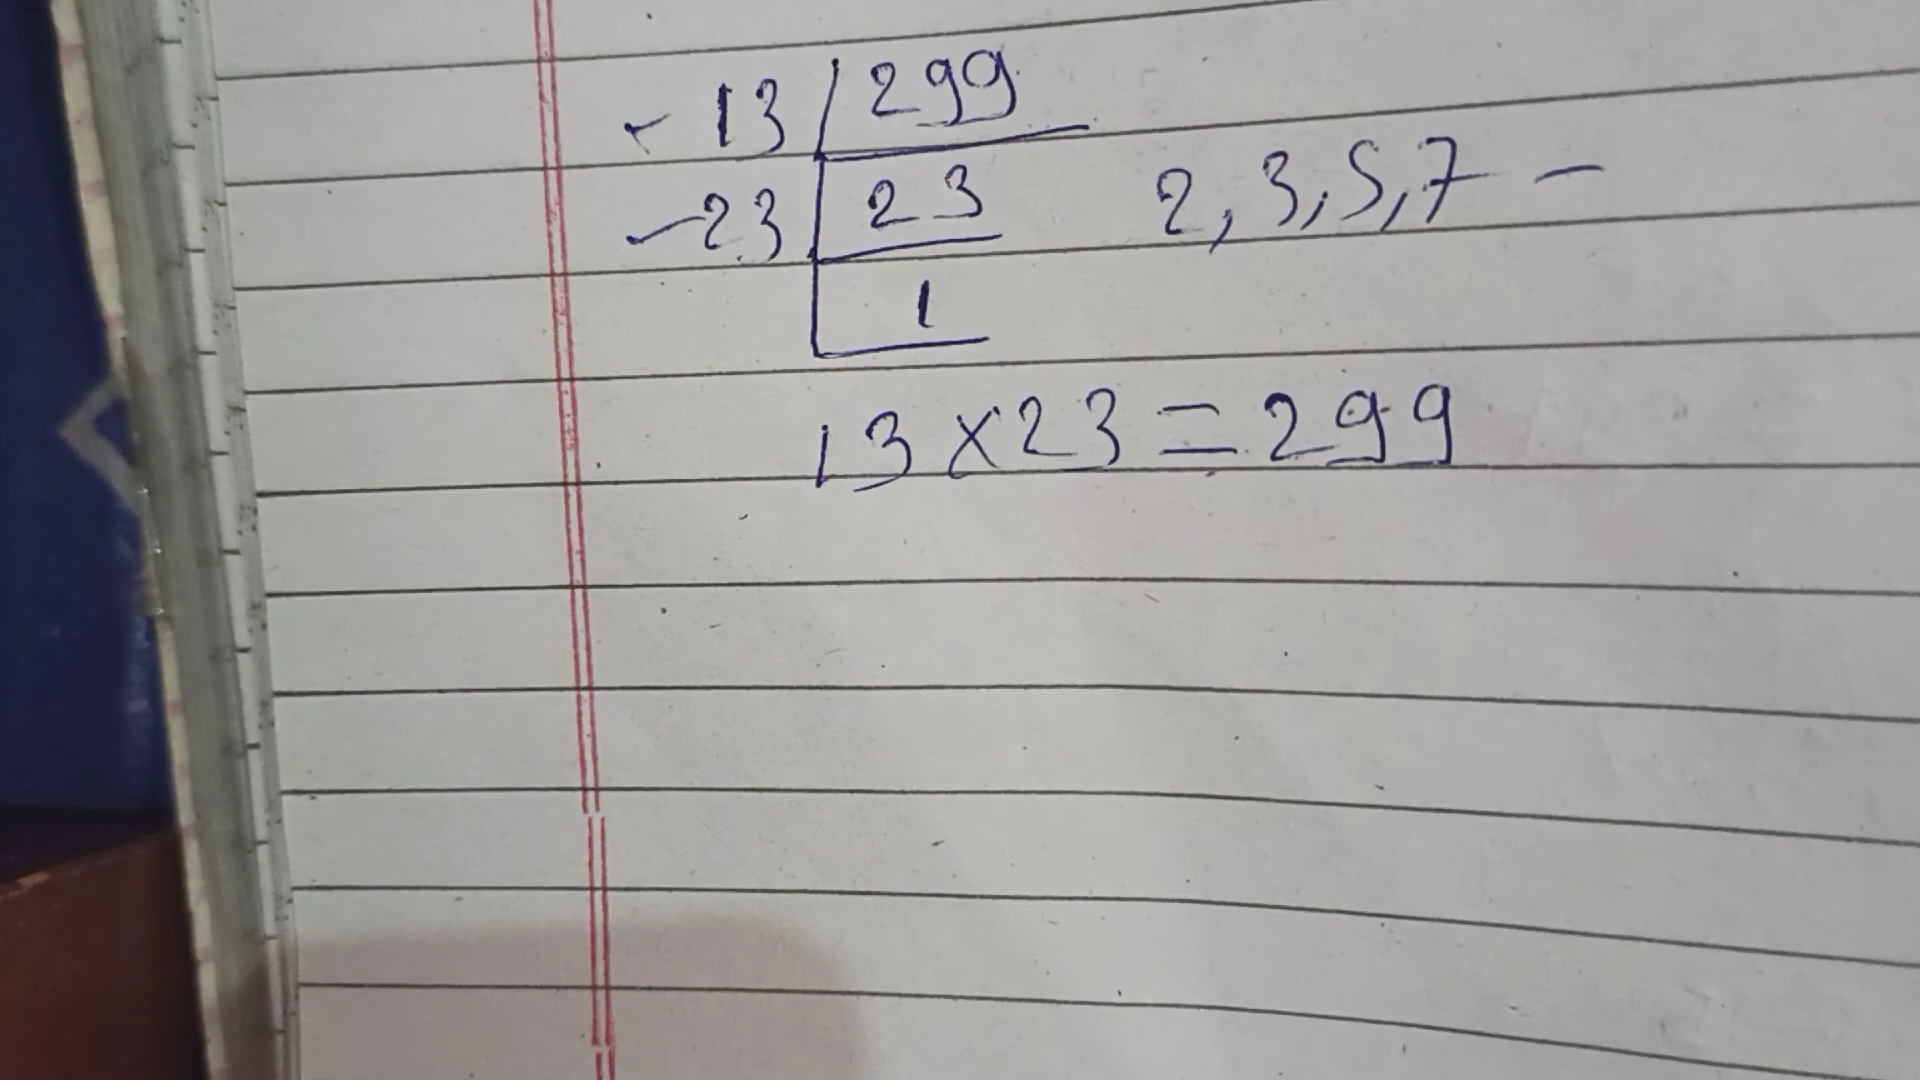 - 13 | 299
- 23 | 23 2, 3, 5, 7 -
1
13 × 23 = 299